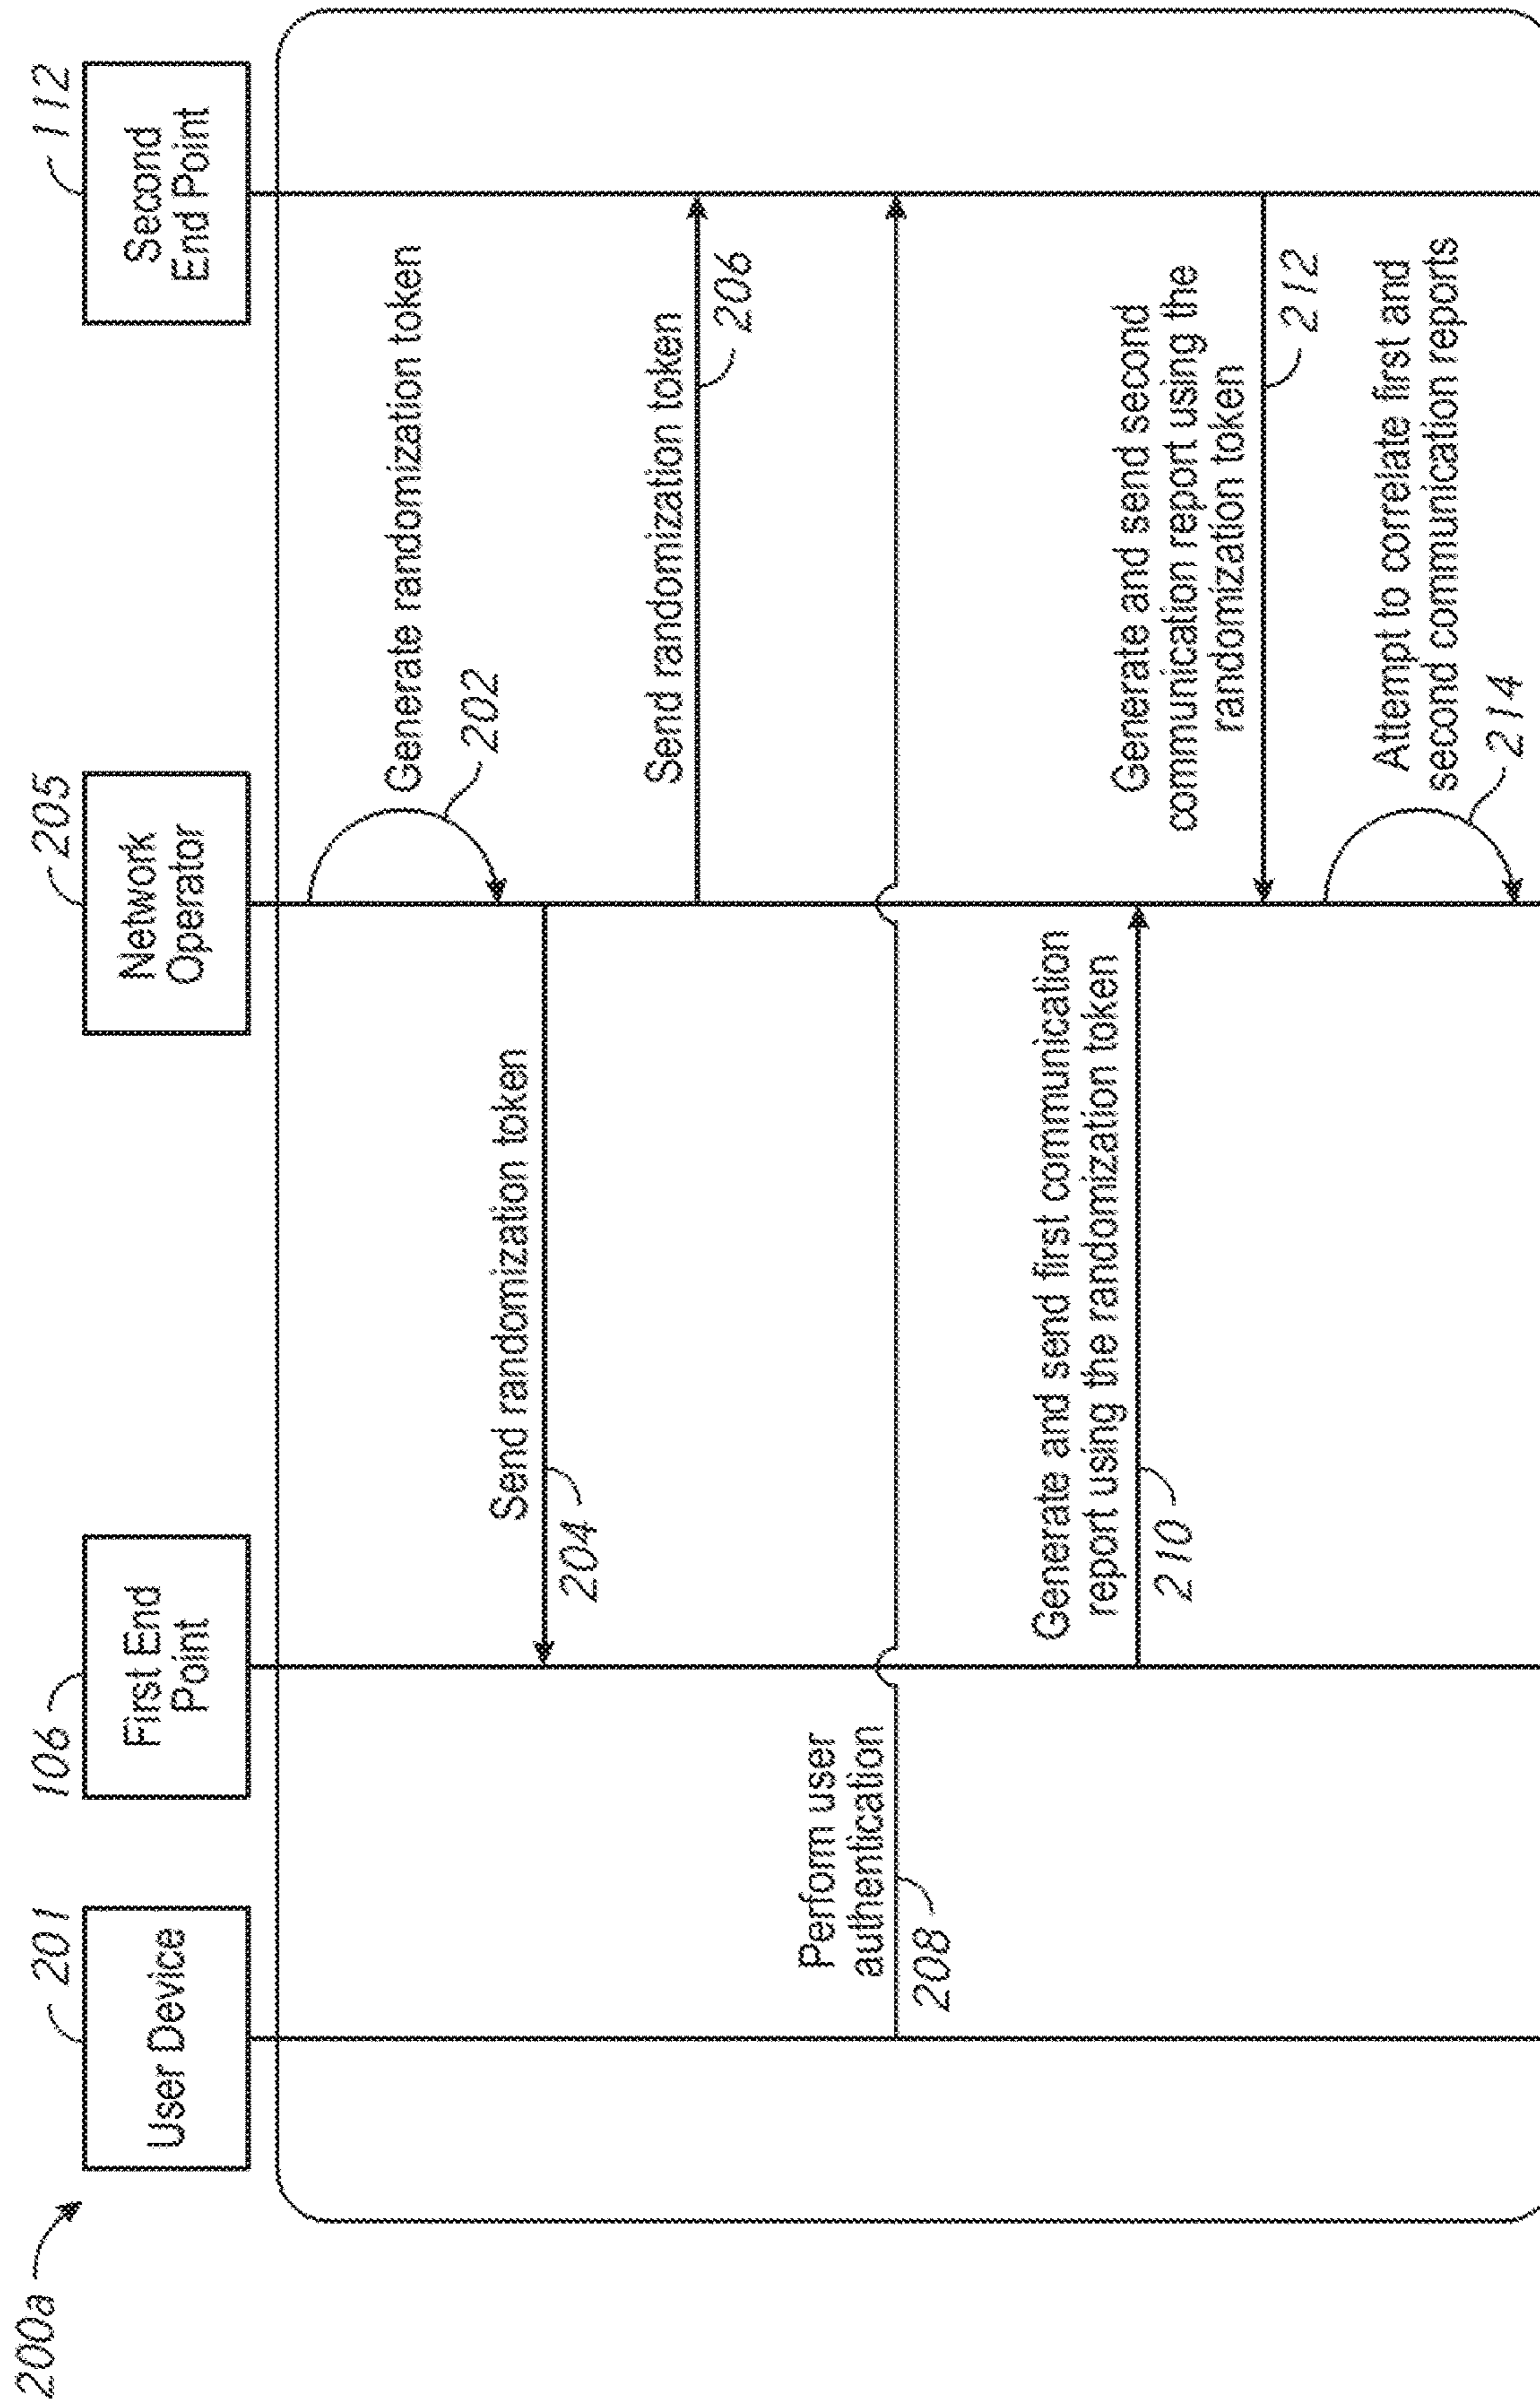 200a
201
User Device
106
First End
Point
205
Network
Operator
112
Second
End Point
Generate randomization token
202
Send randomization token
204
Send randomization token
206
Perform user
authentication
208
Generate and send first communication
report using the randomization token
210
Generate and send second
communication report using the
randomization token
212
Attempt to correlate first and
second communication reports
214